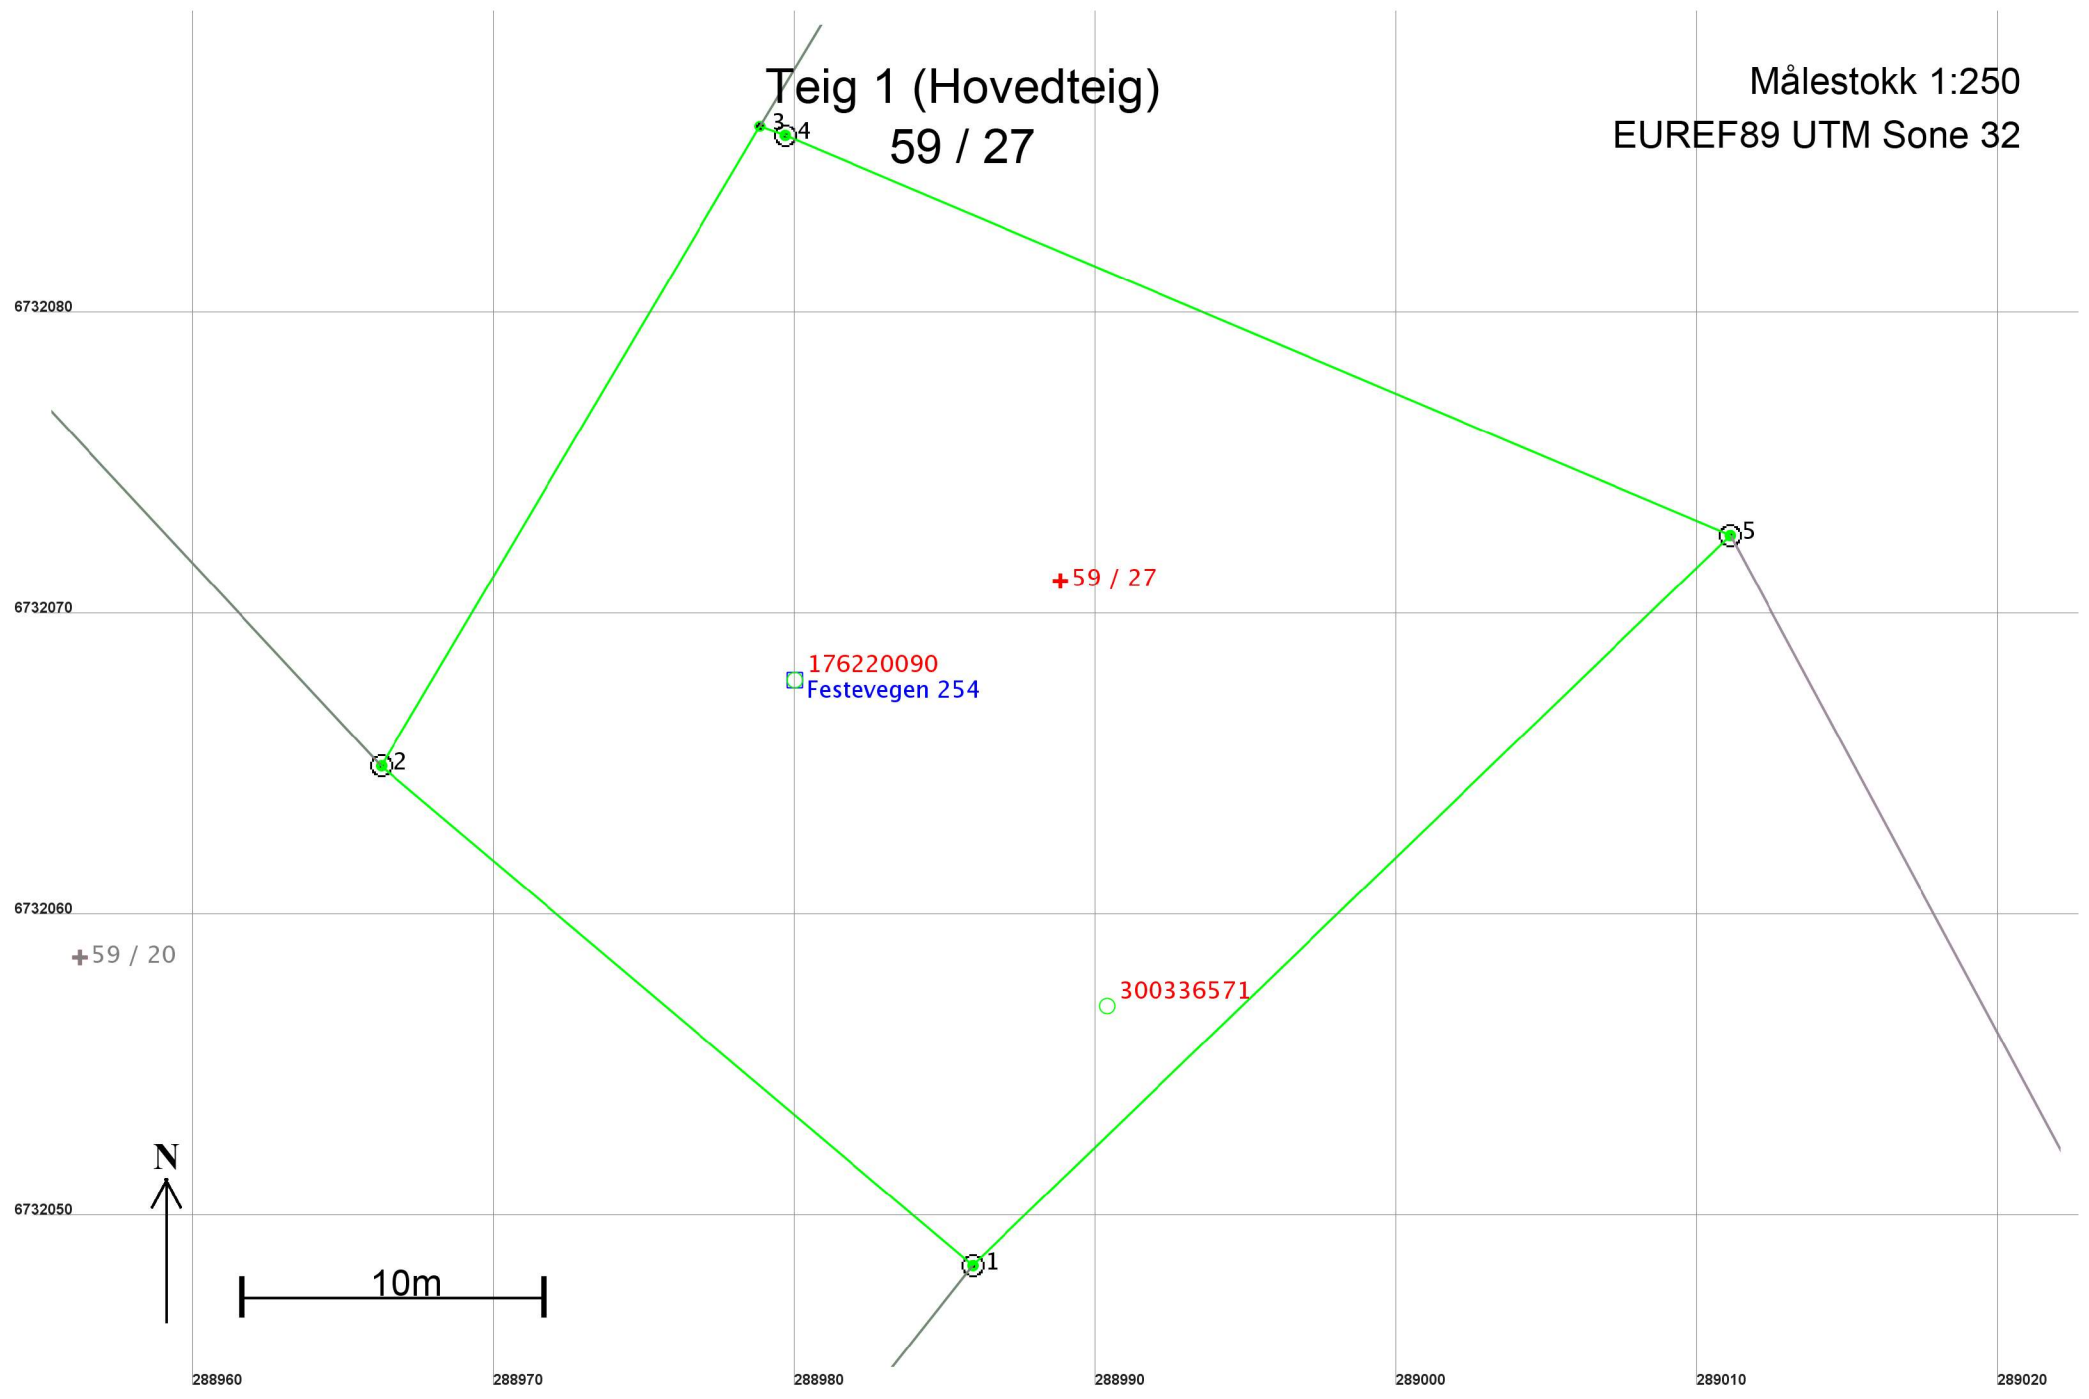 Teig 1 (Hovedteig)
59 / 27
Målestokk 1:250
EUREF89 UTM Sone 32
3
4
6732080
5
59 / 27
6732070
176220090
Festevegen 254
2
6732060
59 / 20
300336571
N
6732050
1
10m
288960
288970
288980
288990
289000
289010
289020